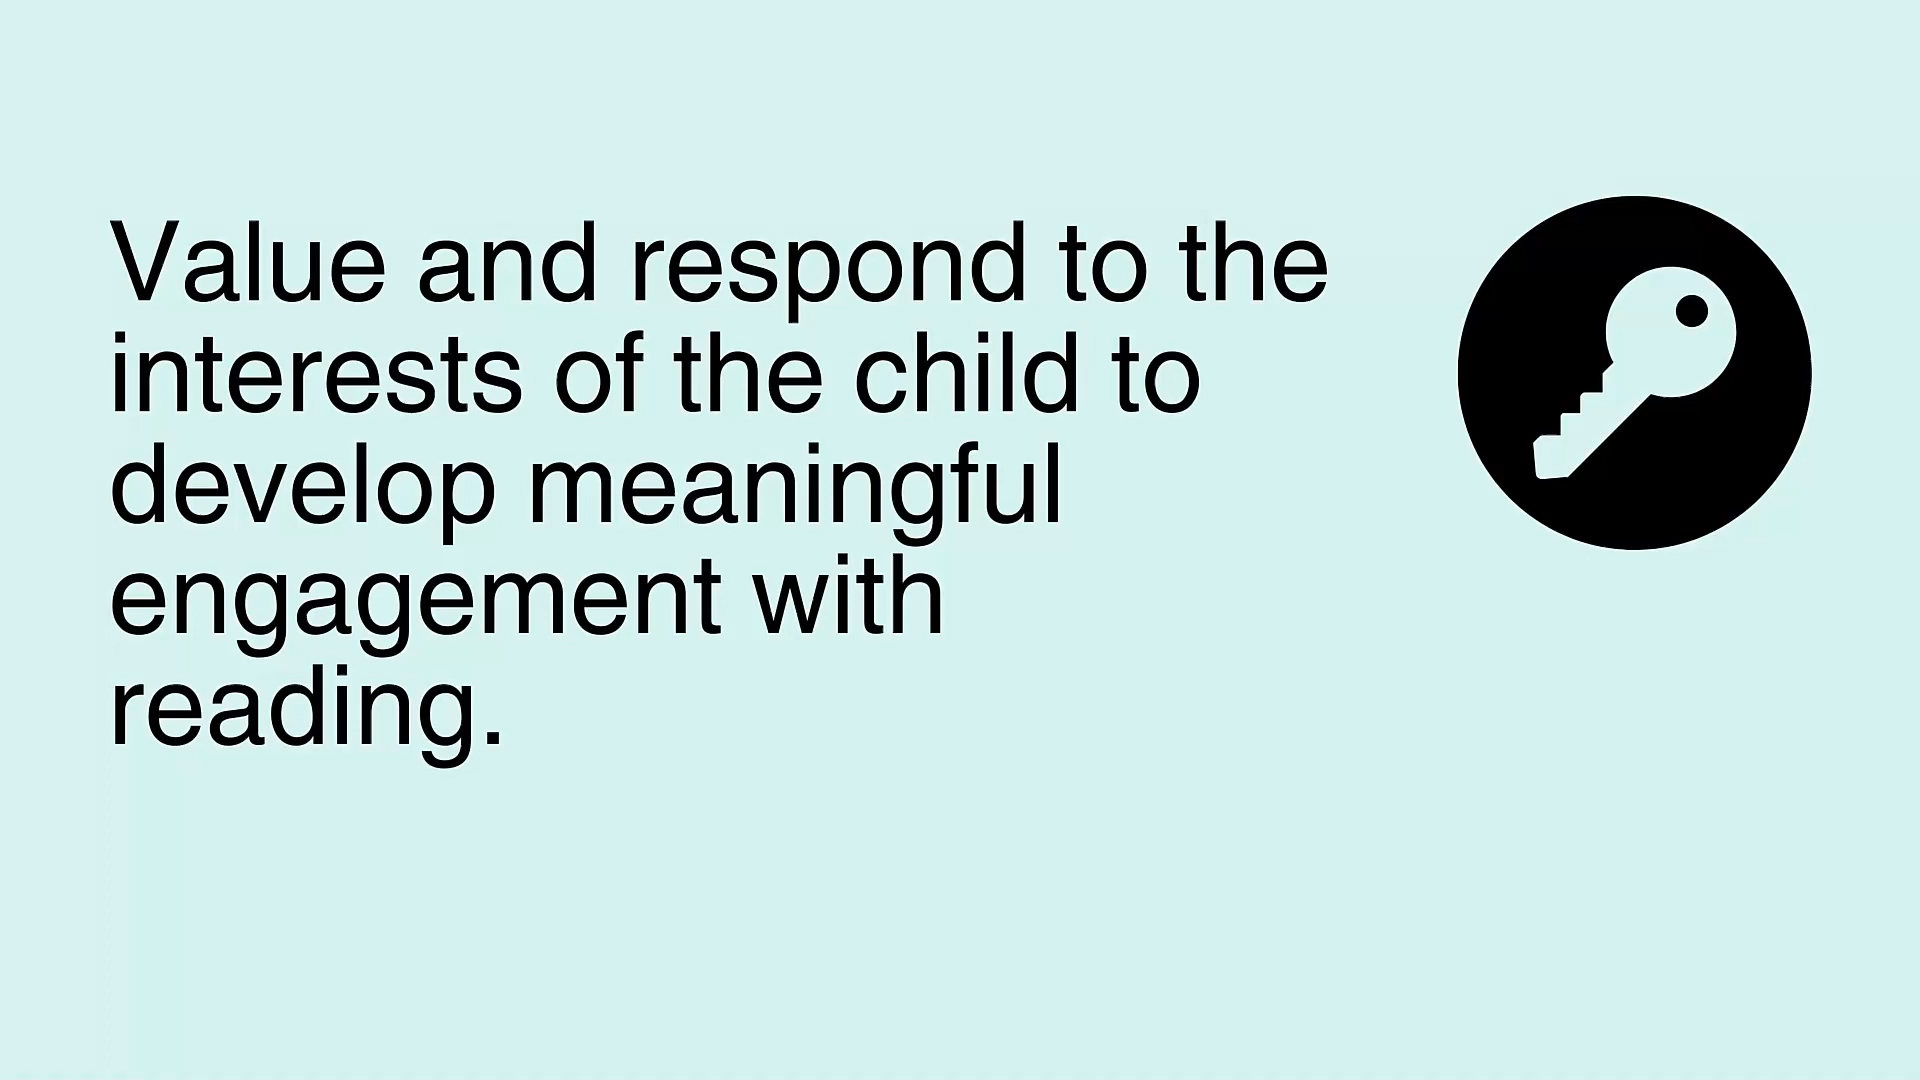 Value and respond to the
interests of the child to
develop meaningful
engagement with
reading.